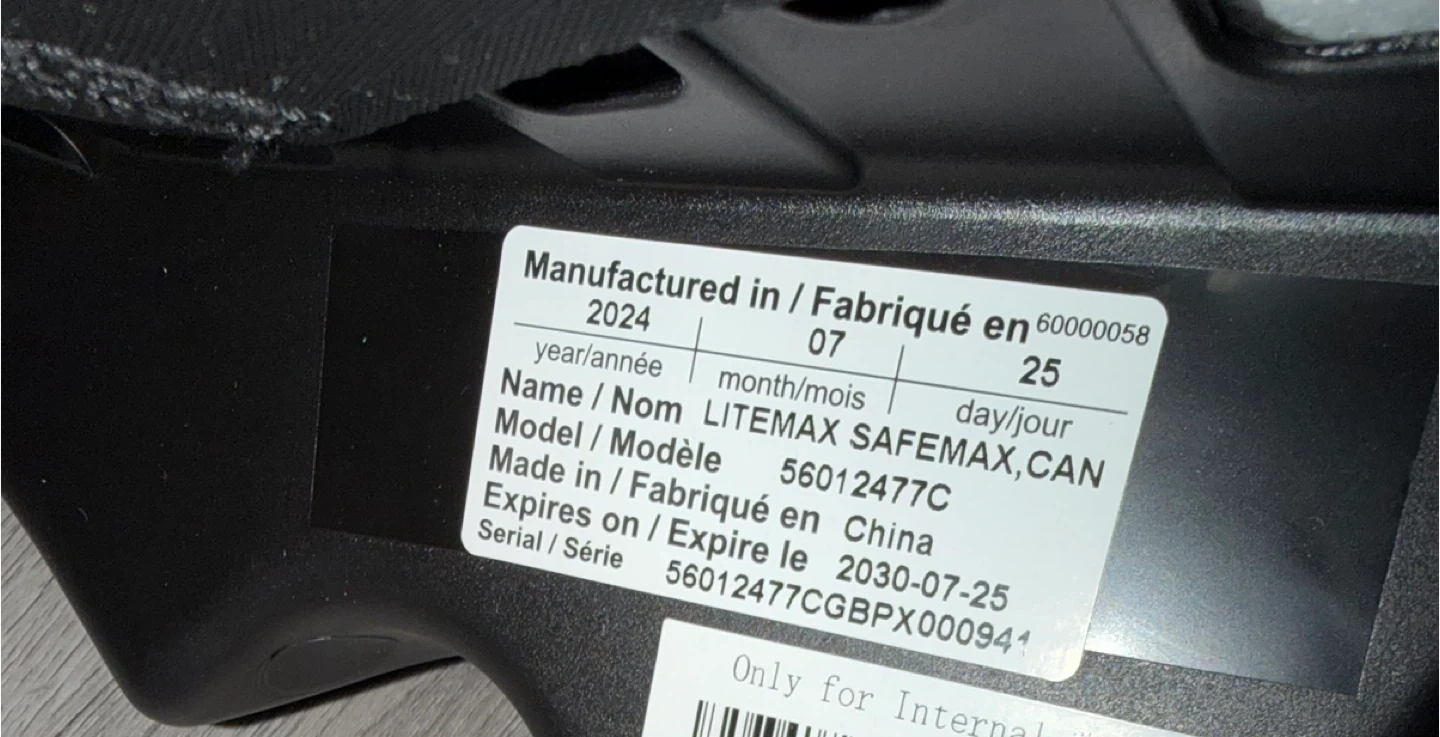 Manufactured in / Fabriqué en 60000058
2024 07 25
year/année month/mois day/jour
Name / Nom LITEMAX SAFEMAX,CAN
Model / Modèle 56012477C
Made in / Fabriqué en China
Expires on / Expire le 2030-07-25
Serial / Série 56012477CGBPX000941
Only for Internal